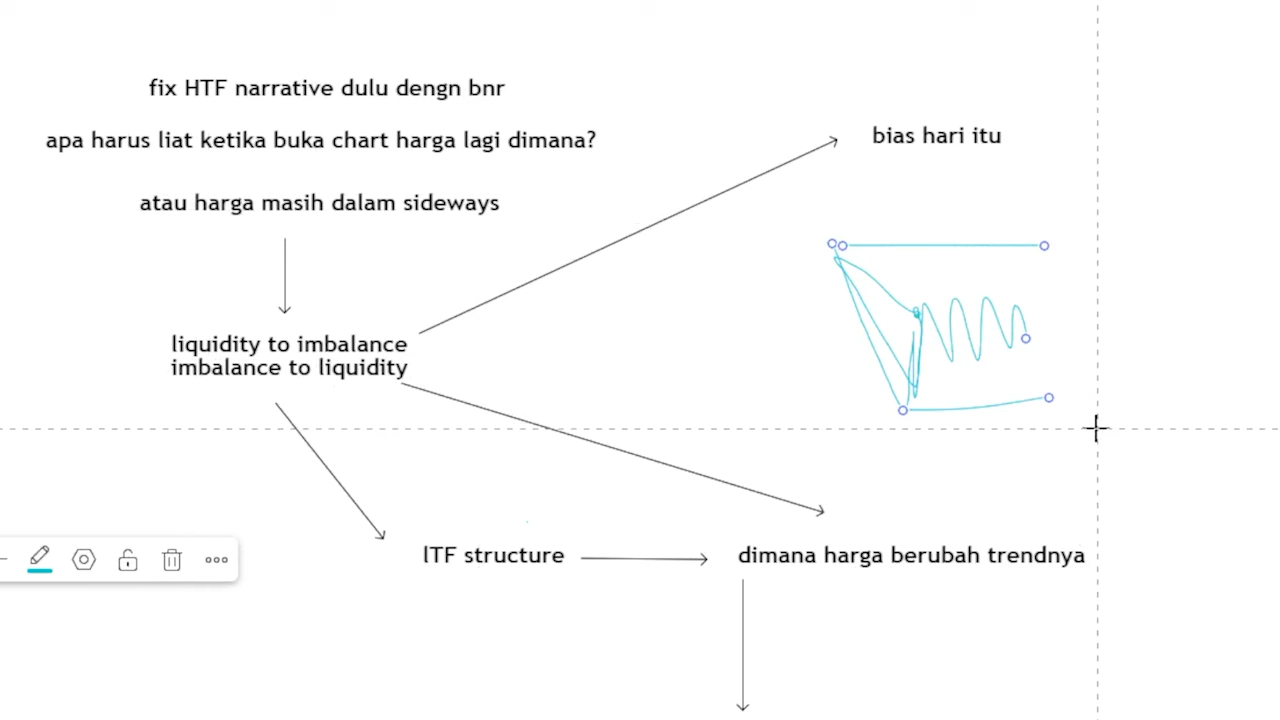 fix HTF narrative dulu dengn bnr
apa harus liat ketika buka chart harga lagi dimana?
bias hari itu
atau harga masih dalam sideways
liquidity to imbalance
imbalance to liquidity
lTF structure
dimana harga berubah trendnya